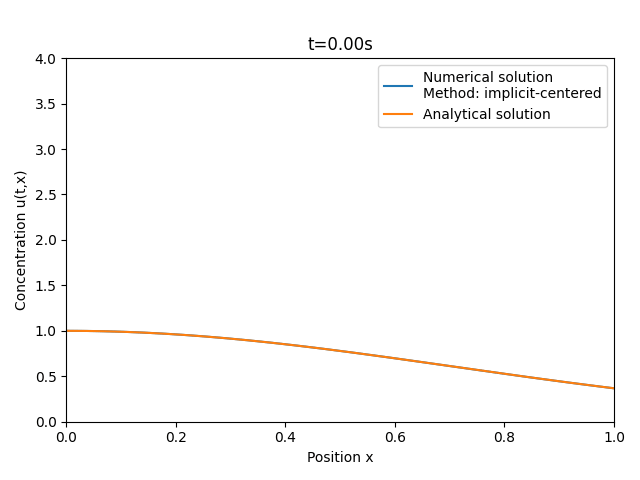 t=0.00s
Numerical solution
Method: implicit-centered
Analytical solution
Concentration u(t,x)
4.0
3.5
3.0
2.5
2.0
1.5
1.0
0.5
0.0
0.0 0.2 0.4 0.6 0.8 1.0
Position x